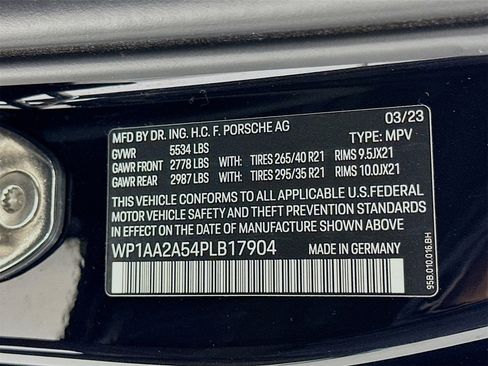 MFD BY DR. ING. H.C. F. PORSCHE AG 03/23
GVWR 5534 LBS TYPE: MPV
GAWR FRONT 2778 LBS WITH: TIRES 265/40 R21 RIMS 9.5JX21
GAWR REAR 2987 LBS WITH: TIRES 295/35 R21 RIMS 10.0JX21
THIS VEHICLE CONFORMS TO ALL APPLICABLE U.S.FEDERAL
MOTOR VEHICLE SAFETY AND THEFT PREVENTION STANDARDS
IN EFFECT ON THE DATE OF MANUFACTURE SHOWN ABOVE
WP1AA2A54PLB17904 MADE IN GERMANY
95B.010.016.BH